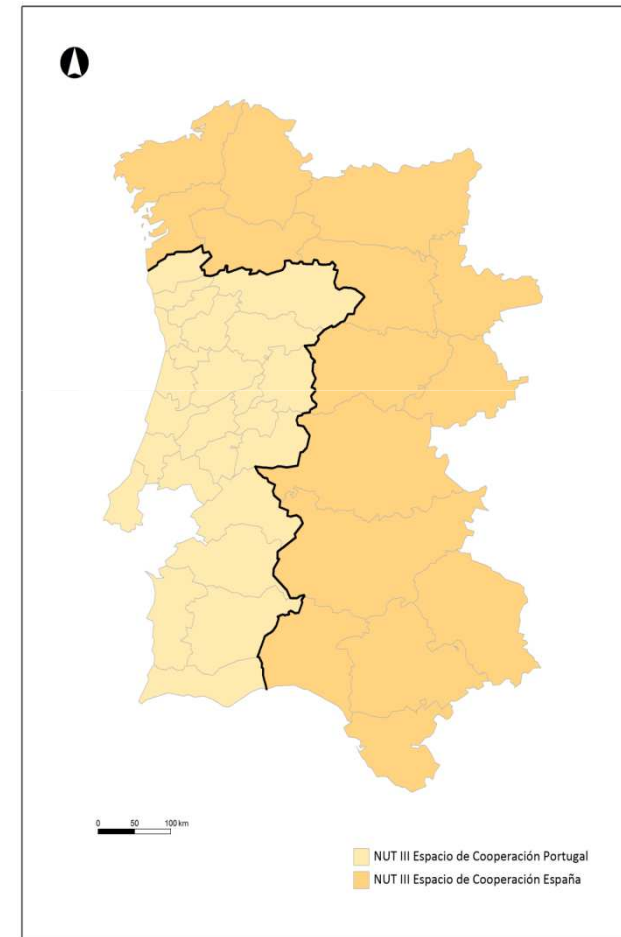 0 50 100 km
NUT III Espacio de Cooperación Portugal
NUT III Espacio de Cooperación España